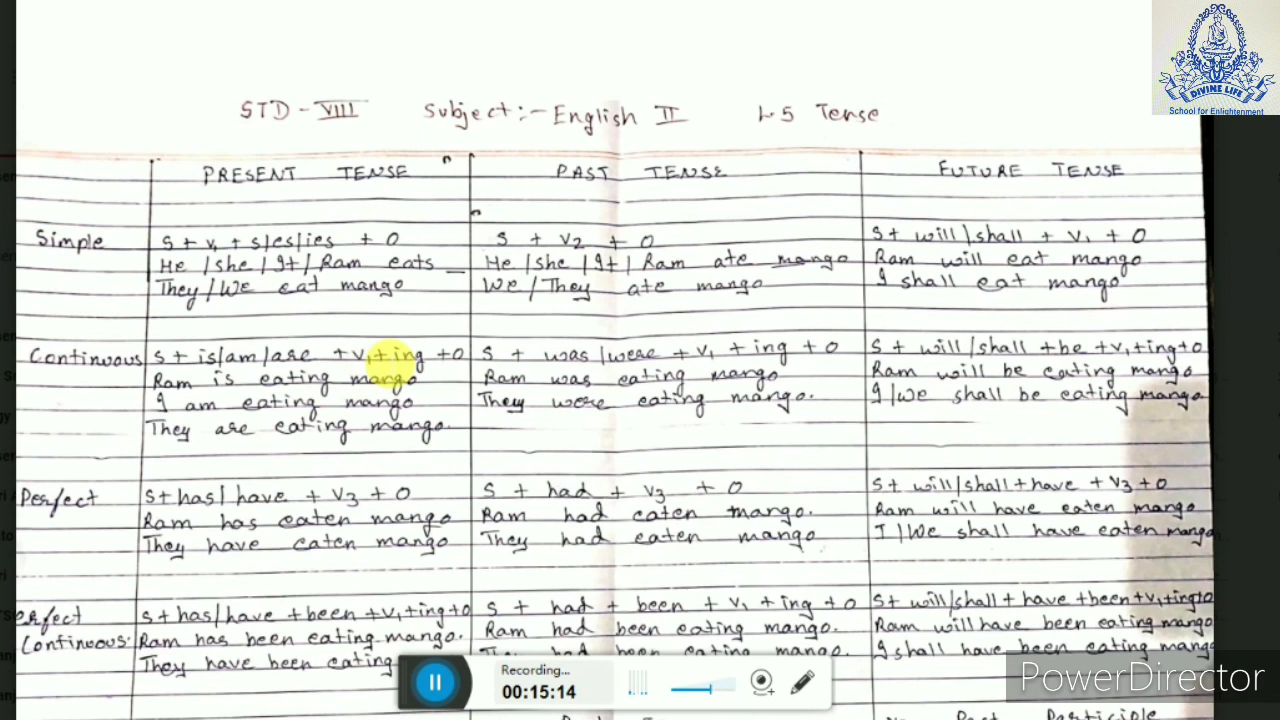 DIVINE LIFE
School for Enlightenment
STD - VIII Subject :- English II L-5 Tense
PRESENT TENSE PAST TENSE FUTURE TENSE
Simple S + V1 + s/es/ies + O S + V2 + O S + will/shall + V1 + O
He/she/It/Ram eats He/she/It/Ram ate mango Ram will eat mango
They/We eat mango We/They ate mango I shall eat mango
Continuous S + is/am/are + V1 + ing + O S + was/were + V1 + ing + O S + will/shall + be + V1 + ing + O
Ram is eating mango Ram was eating mango Ram will be eating mango
I am eating mango They were eating mango. I/we shall be eating mango
They are eating mango.
Perfect S + has/have + V3 + O S + had + V3 + O S + will/shall + have + V3 + O
Ram has eaten mango Ram had eaten mango. Ram will have eaten mango
They have eaten mango They had eaten mango I/We shall have eaten mango
erfect S + has/have + been + V1 + ing + O S + had + been + V1 + ing + O S + will/shall + have + been + V1 + ing + O
Continuous: Ram has been eating mango. Ram had been eating mango. Ram will have been eating mango
They have been eating had been eating mango. I shall have been eating mango
Recording...
00:15:14
PowerDirector
Past Participle